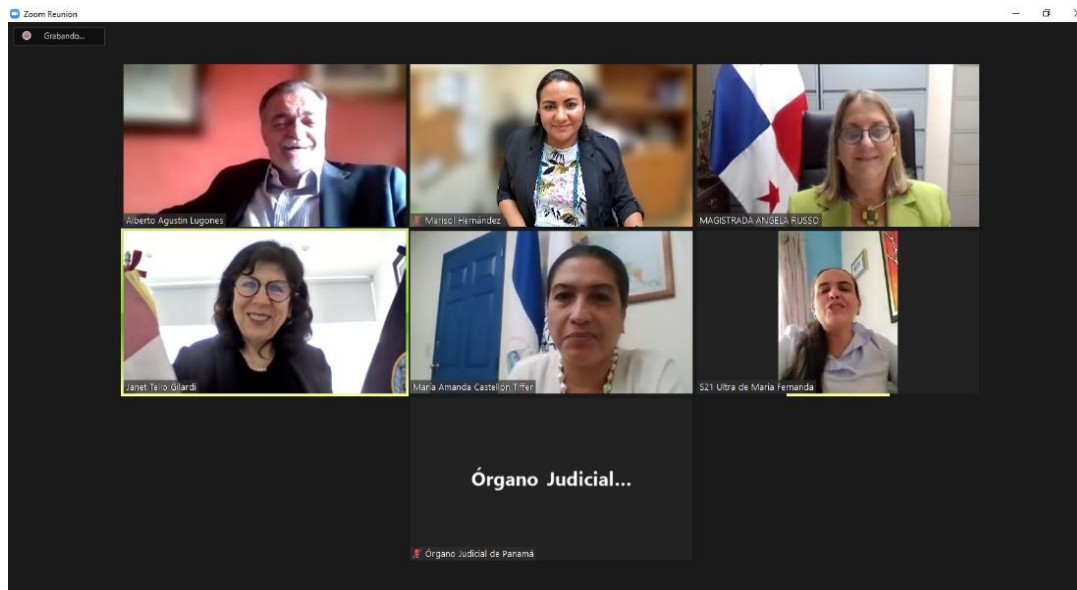 Zoom Reunión
Grabando...
Alberto Agustin Lugones
Marisol Hernández
MAGISTRADA ANGELA RUSSO
Janet Tello Gilardi
María Amanda Castellón Tiffer
S21 Ultra de Maria Fernanda
Órgano Judicial...
Órgano Judicial de Panamá